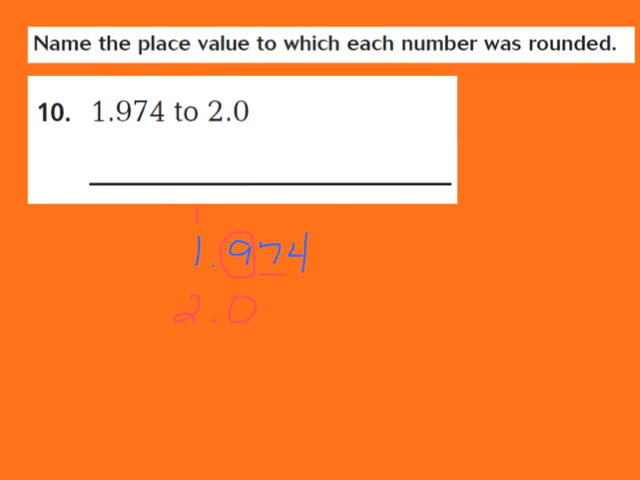 Name the place value to which each number was rounded.
10. 1.974 to 2.0
1
1.974
2.0